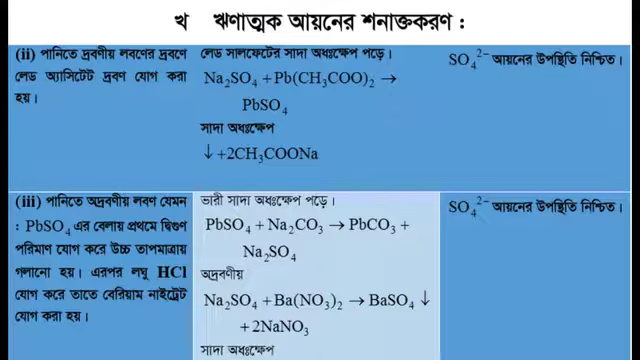 খ ঋণাত্মক আয়নের শনাক্তকরণ :
(ii) পানিতে দ্রবণীয় লবণের দ্রবণে
লেড অ্যাসিটেট দ্রবণ যোগ করা
হয়।
লেড সালফেটের সাদা অধঃক্ষেপ পড়ে।
Na₂SO₄ + Pb(CH₃COO)₂ →
PbSO₄
সাদা অধঃক্ষেপ
↓ +2CH₃COONa
SO₄²⁻ আয়নের উপস্থিতি নিশ্চিত।
(iii) পানিতে অদ্রবণীয় লবণ যেমন
: PbSO₄ এর বেলায় প্রথমে দ্বিগুণ
পরিমাণ যোগ করে উচ্চ তাপমাত্রায়
গলানো হয়। এরপর লঘু HCl
যোগ করে তাতে বেরিয়াম নাইট্রেট
যোগ করা হয়।
ভারী সাদা অধঃক্ষেপ পড়ে।
PbSO₄ + Na₂CO₃ → PbCO₃ +
Na₂SO₄
অদ্রবণীয়
Na₂SO₄ + Ba(NO₃)₂ → BaSO₄ ↓
+ 2NaNO₃
সাদা অধঃক্ষেপ
SO₄²⁻ আয়নের উপস্থিতি নিশ্চিত।